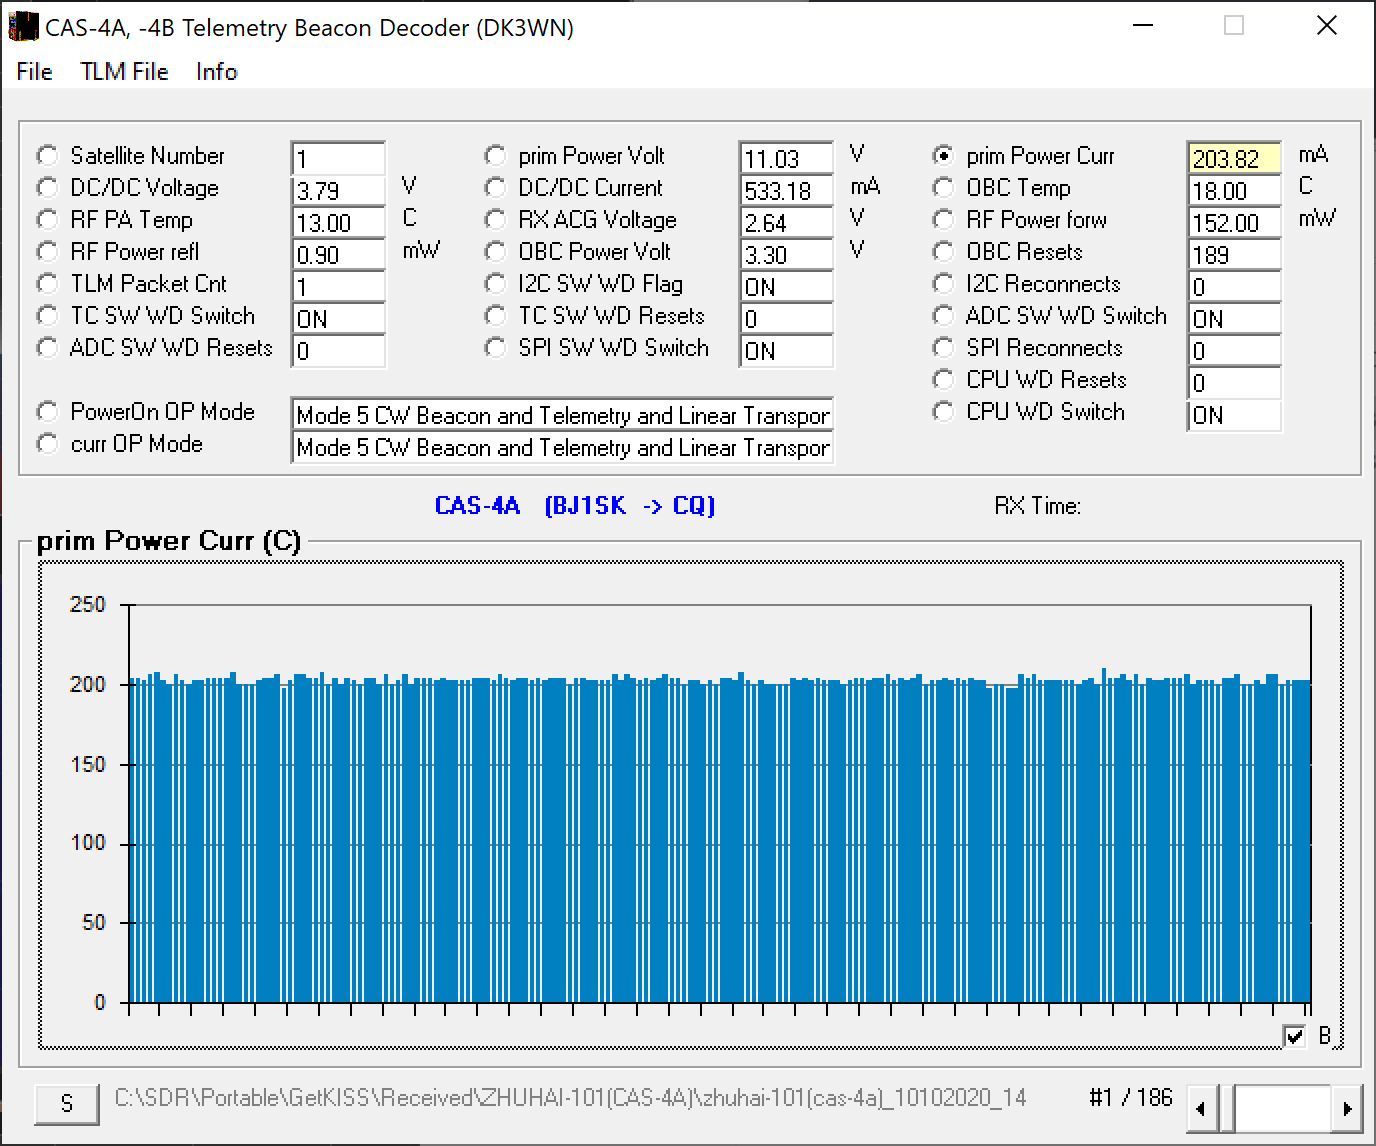 CAS-4A, -4B Telemetry Beacon Decoder (DK3WN)
File TLM File Info
Satellite Number 1 prim Power Volt 11.03 V prim Power Curr 203.82 mA
DC/DC Voltage 3.79 V DC/DC Current 533.18 mA OBC Temp 18.00 C
RF PA Temp 13.00 C RX ACG Voltage 2.64 V RF Power forw 152.00 mW
RF Power refl 0.90 mW OBC Power Volt 3.30 V OBC Resets 189
TLM Packet Cnt 1 I2C SW WD Flag ON I2C Reconnects 0
TC SW WD Switch ON TC SW WD Resets 0 ADC SW WD Switch ON
ADC SW WD Resets 0 SPI SW WD Switch ON SPI Reconnects 0
CPU WD Resets 0
PowerOn OP Mode Mode 5 CW Beacon and Telemetry and Linear Transpor CPU WD Switch ON
curr OP Mode Mode 5 CW Beacon and Telemetry and Linear Transpor
CAS-4A (BJ1SK -> CQ) RX Time:
prim Power Curr (C)
250
200
150
100
50
0
B
S C:\SDR\Portable\GetKISS\Received\ZHUHAI-101(CAS-4A)\zhuhai-101(cas-4a)_10102020_14 #1 / 186